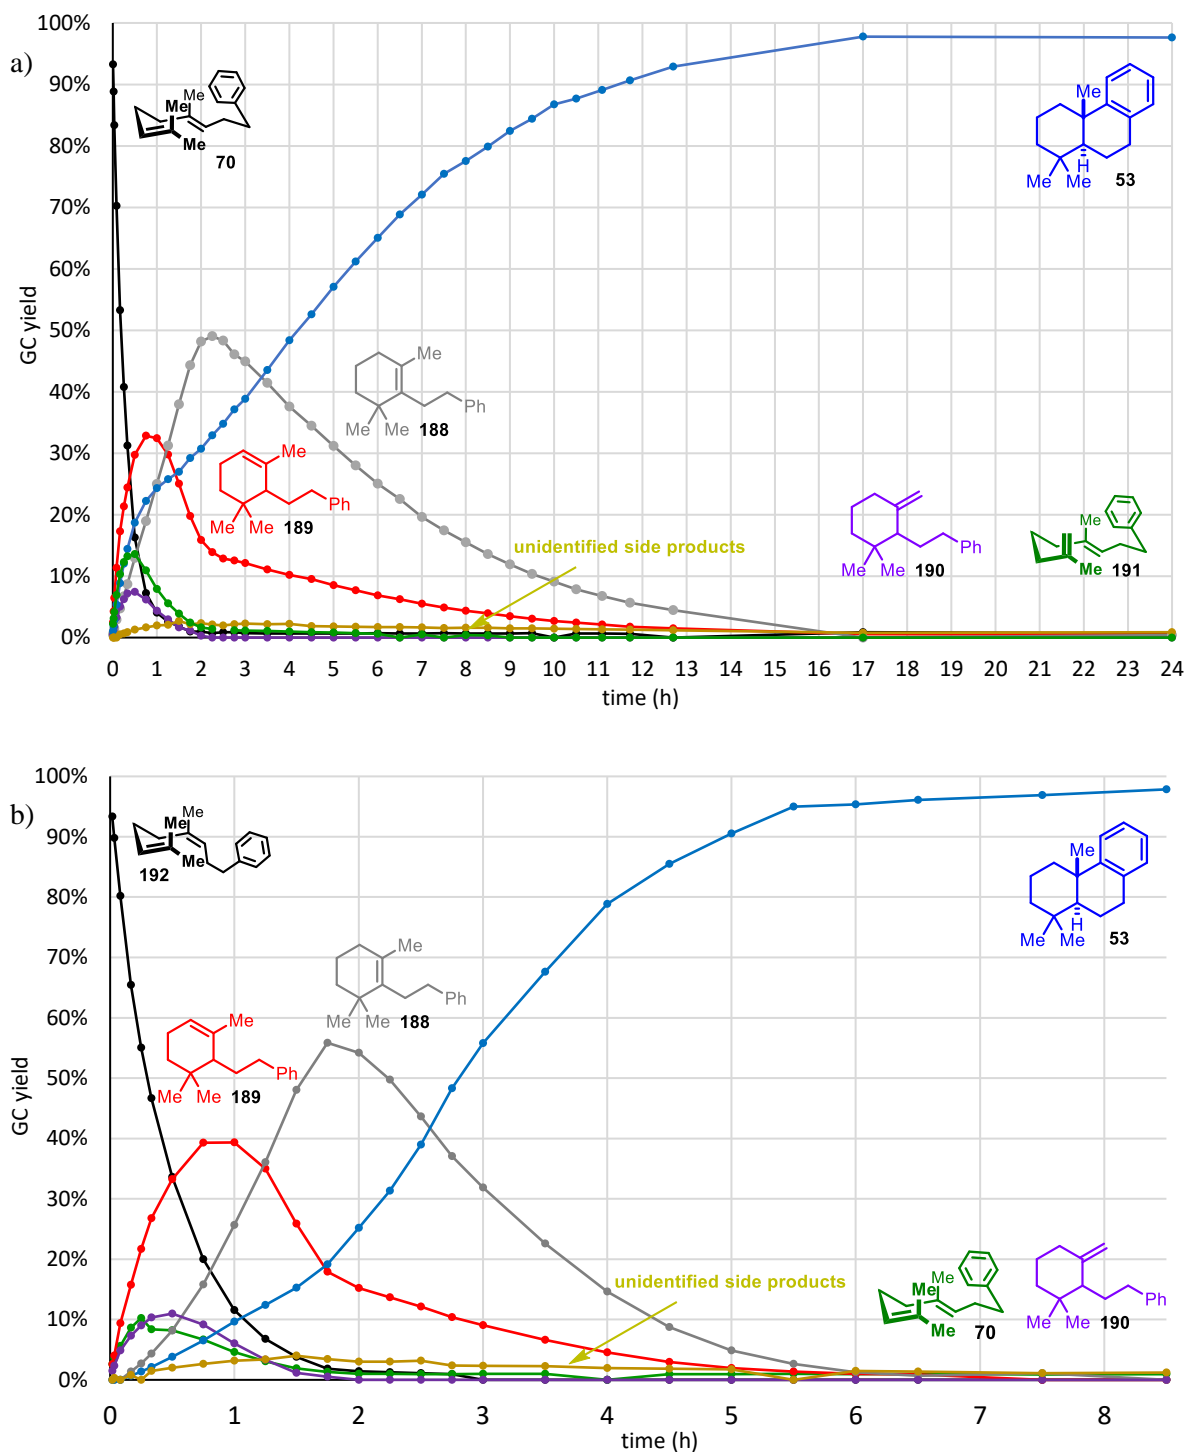 a)
GC yield
100%
90%
80%
70%
60%
50%
40%
30%
20%
10%
0%
Me
Me
Me
70
Me
H
Me Me
53
Me
Me Me
188
Ph
Me
Me Me
189
Ph
unidentified side products
Me Me
190
Ph
Me
Me
191
0 1 2 3 4 5 6 7 8 9 10 11 12 13 14 15 16 17 18 19 20 21 22 23 24
time (h)
b)
GC yield
100%
90%
80%
70%
60%
50%
40%
30%
20%
10%
0%
Me
Me
Me
192
Me
H
Me Me
53
Me
Me Me
188
Ph
Me
Me Me
189
Ph
unidentified side products
Me
Me
Me
70
Me Me
190
Ph
0 1 2 3 4 5 6 7 8
time (h)